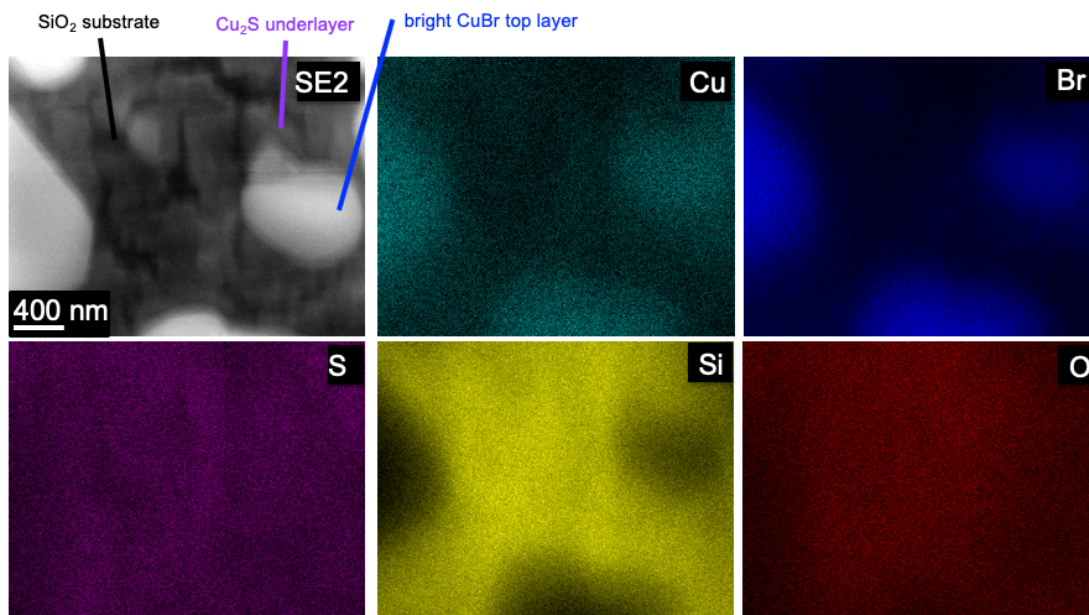 SiO₂ substrate
Cu₂S underlayer
bright CuBr top layer
SE2
Cu
Br
400 nm
S
Si
O